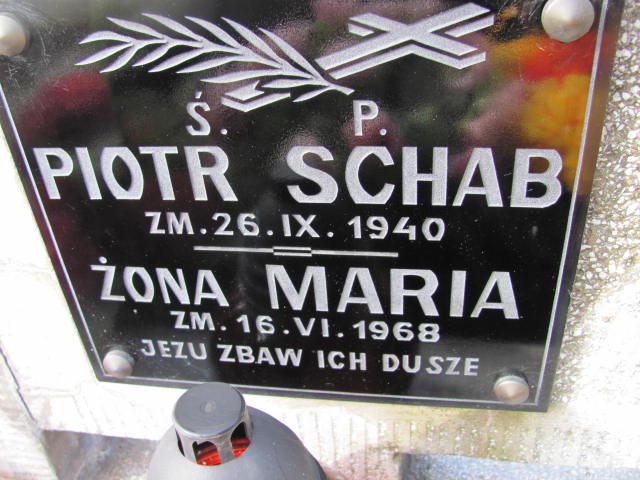 Ś. P.
PIOTR SCHAB
ZM. 26. IX. 1940
ŻONA MARIA
ZM. 16. VI. 1968
JEZU ZBAW ICH DUSZE